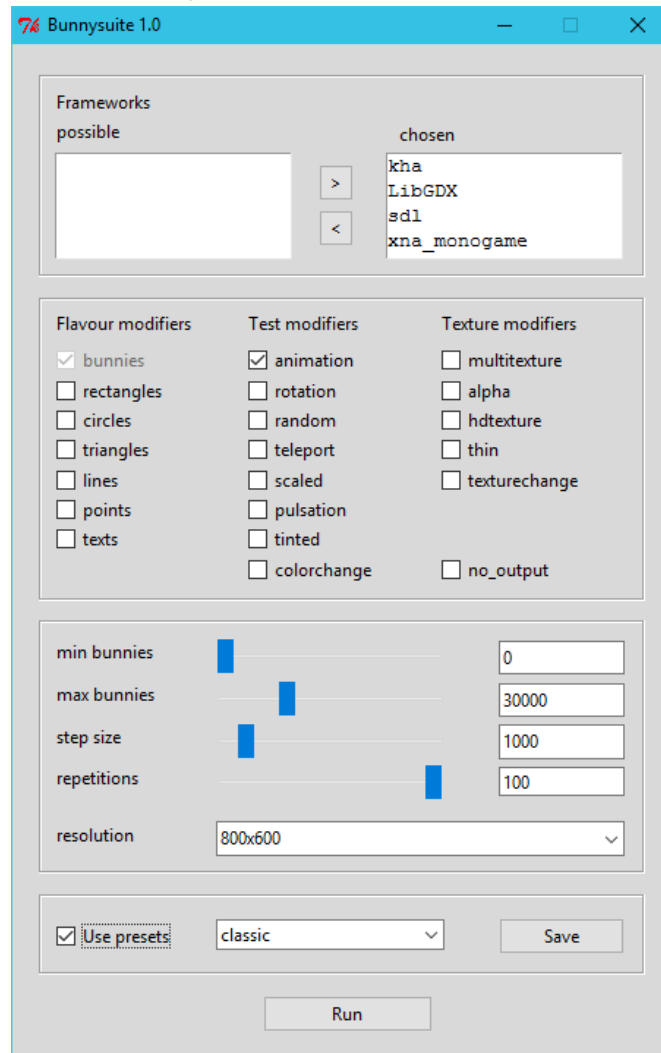 Bunnysuite 1.0
Frameworks
possible chosen
kha
>
LibGDX
sdl
<
xna_monogame
Flavour modifiers Test modifiers Texture modifiers
bunnies animation multitexture
rectangles rotation alpha
circles random hdtexture
triangles teleport thin
lines scaled texturechange
points pulsation
texts tinted
colorchange no_output
min bunnies 0
max bunnies 30000
step size 1000
repetitions 100
resolution 800x600
Use presets classic Save
Run